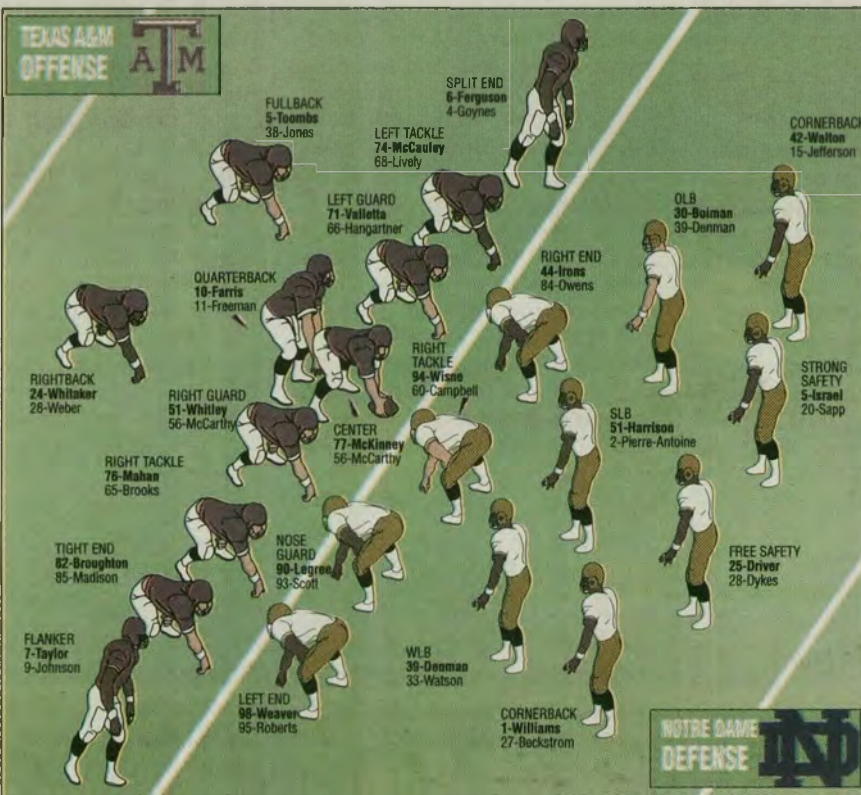 TEXAS A&M
OFFENSE
ATM
SPLIT END
6-Ferguson
4-Goynes
FULLBACK
5-Toombs
38-Jones
LEFT TACKLE
74-McCauley
68-Lively
CORNERBACK
42-Walton
15-Jefferson
LEFT GUARD
71-Valletta
66-Hangartner
OLB
30-Boiman
39-Denman
RIGHT END
44-Irons
84-Owens
QUARTERBACK
10-Farris
11-Freeman
RIGHTBACK
24-Whitaker
28-Weber
RIGHT
TACKLE
94-Wisne
60-Campbell
STRONG
SAFETY
5-Israel
20-Sapp
RIGHT GUARD
51-Whitley
56-McCarthy
CENTER
77-McKinney
56-McCarthy
SLB
51-Harrison
2-Pierre-Antoine
RIGHT TACKLE
76-Mahan
65-Brooks
TIGHT END
82-Broughton
85-Madison
NOSE
GUARD
90-Legree
93-Scott
FREE SAFETY
25-Driver
28-Dykes
FLANKER
7-Taylor
9-Johnson
WLB
39-Denman
33-Watson
LEFT END
98-Weaver
95-Roberts
CORNERBACK
1-Williams
27-Beckstrom
NOTRE DAME
DEFENSE
ND